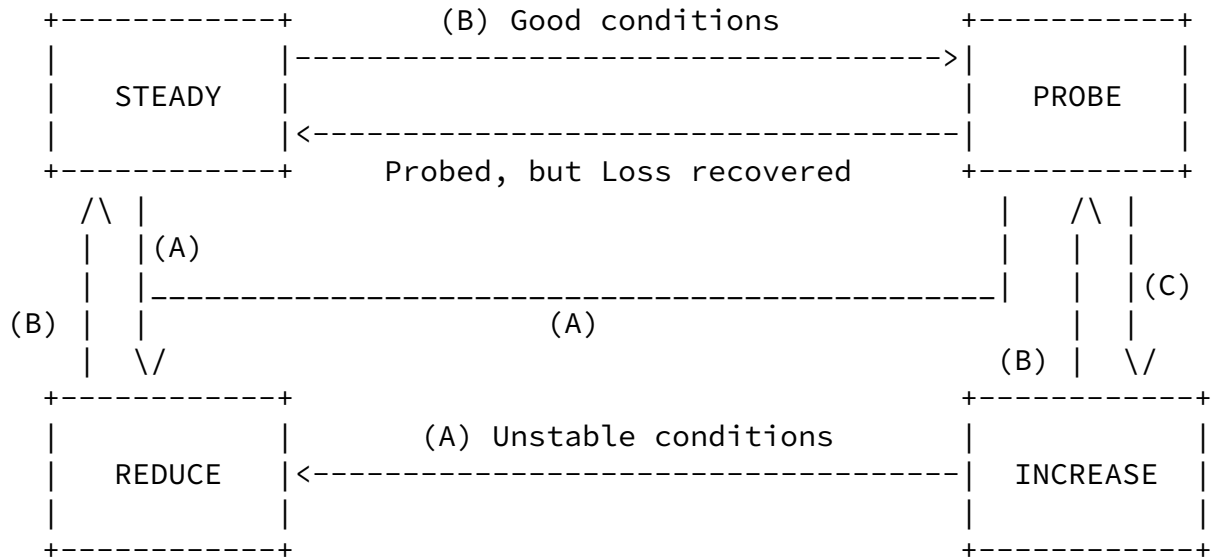 (B) Good conditions
STEADY PROBE
Probed, but Loss recovered
(A)
(C)
(B) (A)
(B)
(A) Unstable conditions
REDUCE INCREASE